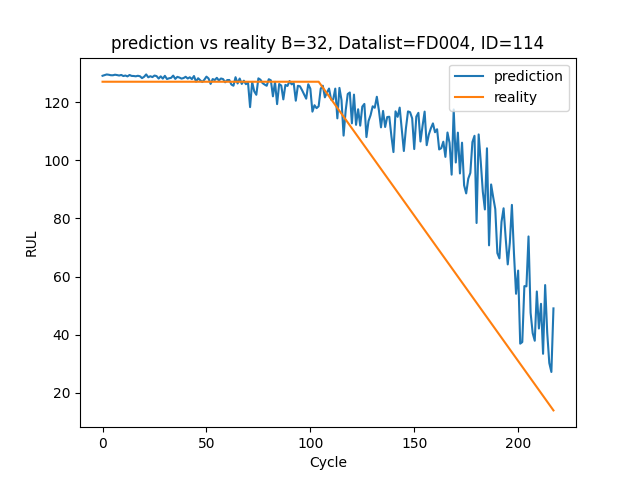 prediction vs reality B=32, Datalist=FD004, ID=114
prediction
reality
RUL
120
100
80
60
40
20
0
50
100
150
200
Cycle